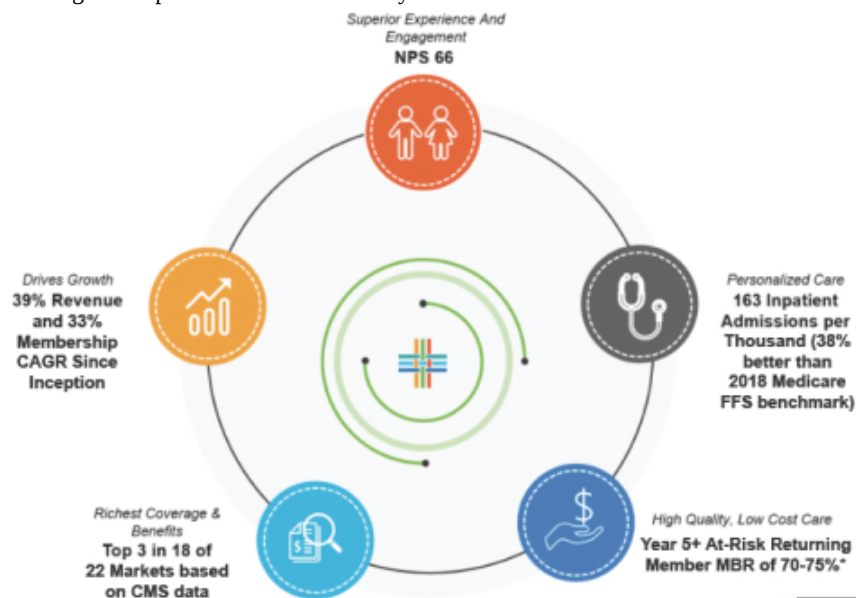 Superior Experience And
Engagement
NPS 66
Drives Growth
39% Revenue
and 33%
Membership
CAGR Since
Inception
Personalized Care
163 Inpatient
Admissions per
Thousand (38%
better than
2018 Medicare
FFS benchmark)
Richest Coverage &
Benefits
Top 3 in 18 of
22 Markets based
on CMS data
$
$
High Quality, Low Cost Care
Year 5+ At-Risk Returning
Member MBR of 70-75%*